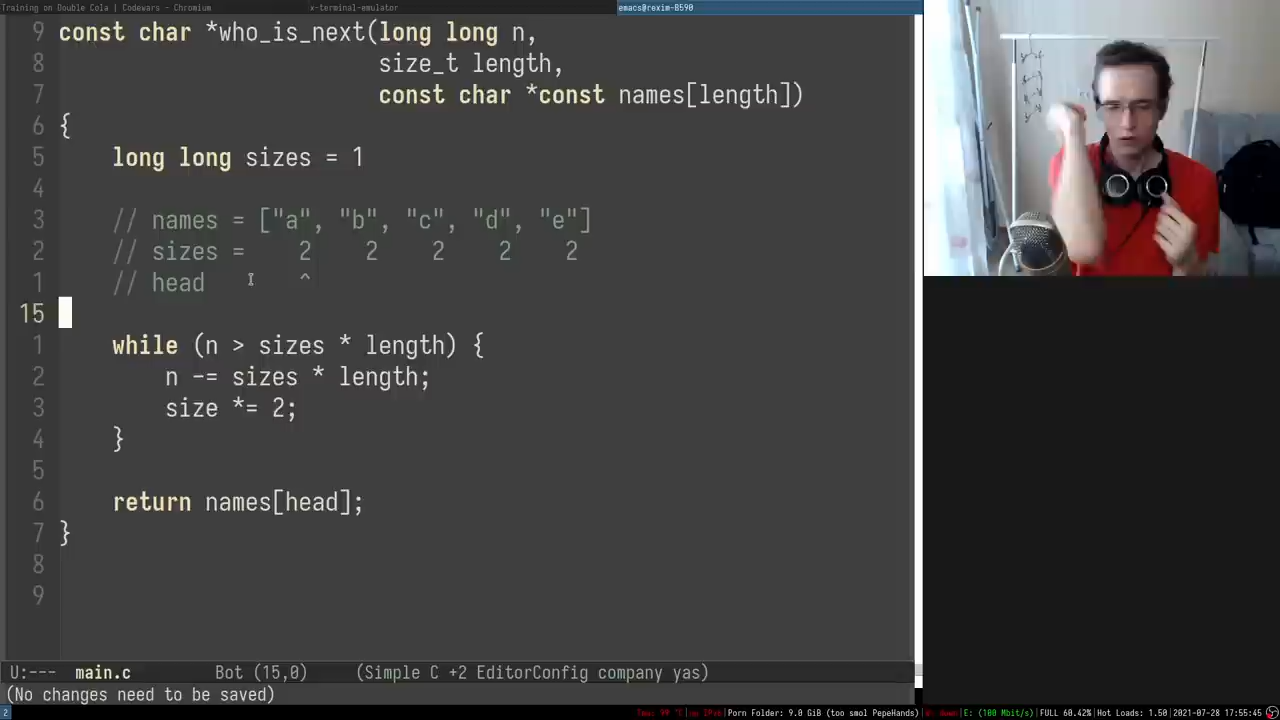 Training on Double Cola | Codewars - Chromium
x-terminal-emulator
emacs@rexim-B590
9 const char *who_is_next(long long n,
8 size_t length,
7 const char *const names[length])
6 {
5 long long sizes = 1
4
3 // names = ["a", "b", "c", "d", "e"]
2 // sizes = 2 2 2 2 2
1 // head ^
15
1 while (n > sizes * length) {
2 n -= sizes * length;
3 size *= 2;
4 }
5
6 return names[head];
7 }
8
9
U:--- main.c Bot (15,0) (Simple C +2 EditorConfig company yas)
(No changes need to be saved)
2
no IPv6|Porn Folder: 9.0 GiB (too smol PepeHands)|W: down|E: (100 Mbit/s)|FULL 60.42%|Hot Loads: 1.50|2021-07-28 17:55:45